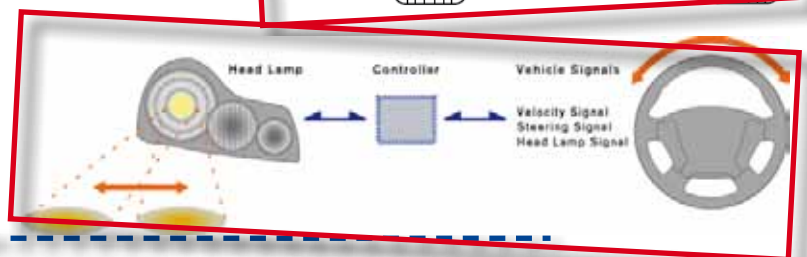 Head Lamp
Controller
Vehicle Signals
Velocity Signal
Steering Signal
Head Lamp Signal